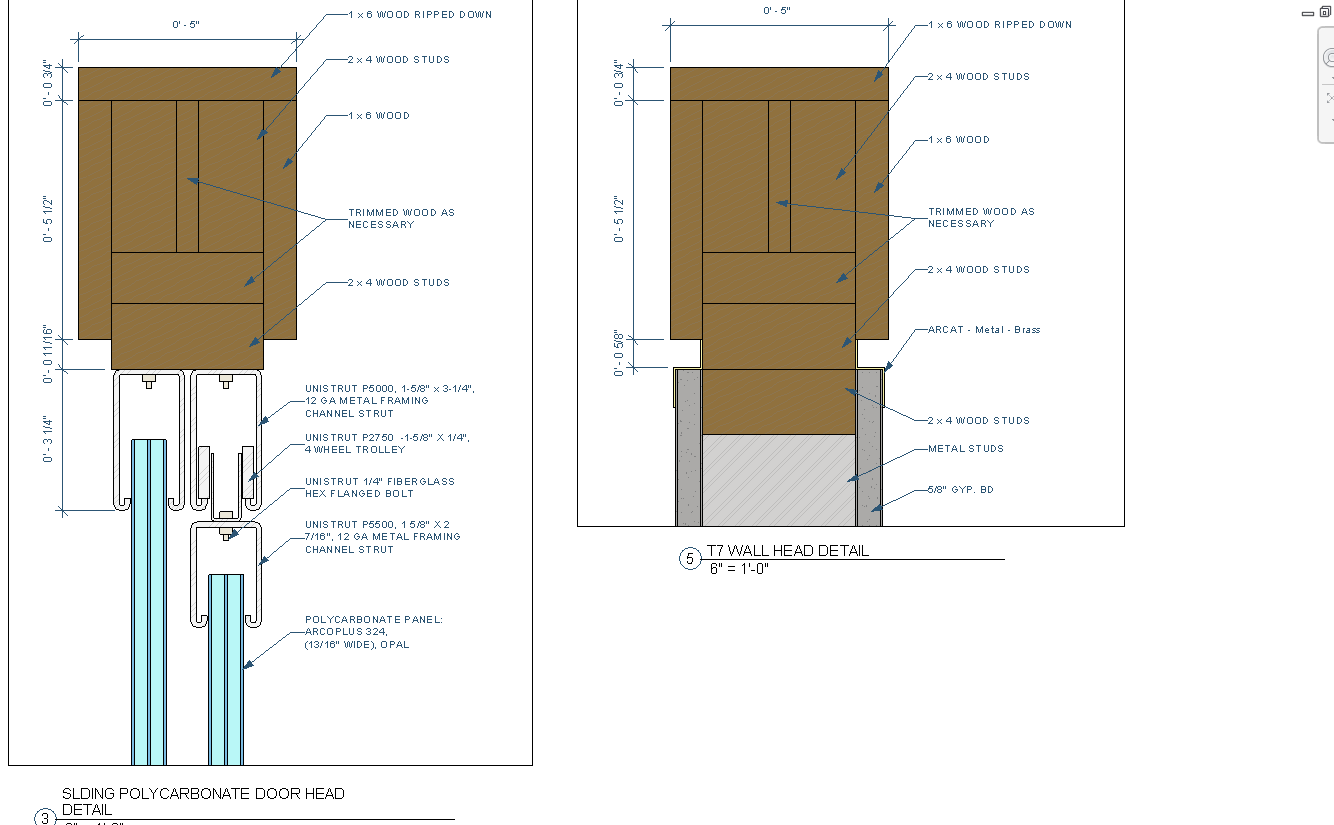 0' - 5"
1 x 6 WOOD RIPPED DOWN
2 x 4 WOOD STUDS
1 x 6 WOOD
TRIMMED WOOD AS
NECESSARY
2 x 4 WOOD STUDS
0' - 0 3/4"
0' - 5 1/2"
0' - 0 11/16"
0' - 3 1/4"
UNISTRUT P5000, 1-5/8" x 3-1/4",
12 GA METAL FRAMING
CHANNEL STRUT
UNISTRUT P2750 -1-5/8" X 1/4",
4 WHEEL TROLLEY
UNISTRUT 1/4" FIBERGLASS
HEX FLANGED BOLT
UNISTRUT P5500, 1 5/8" X 2
7/16", 12 GA METAL FRAMING
CHANNEL STRUT
POLYCARBONATE PANEL:
ARCOPLUS 324,
(13/16" WIDE), OPAL
3
SLDING POLYCARBONATE DOOR HEAD
DETAIL
0' - 5"
1 x 6 WOOD RIPPED DOWN
2 x 4 WOOD STUDS
1 x 6 WOOD
TRIMMED WOOD AS
NECESSARY
2 x 4 WOOD STUDS
ARCAT - Metal - Brass
2 x 4 WOOD STUDS
METAL STUDS
5/8" GYP. BD
0' - 0 3/4"
0' - 5 1/2"
0' - 0 5/8"
5
T7 WALL HEAD DETAIL
6" = 1'-0"